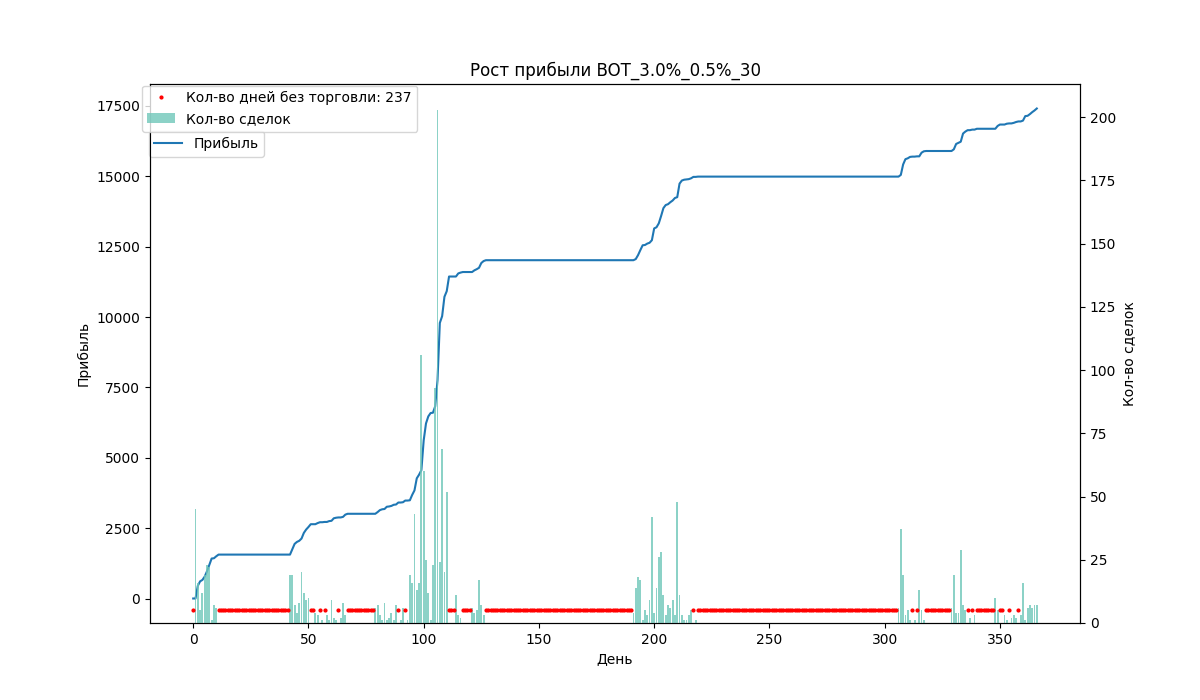 Рост прибыли BOT_3.0%_0.5%_30
Кол-во дней без торговли: 237
Кол-во сделок
Прибыль
17500
15000
12500
10000
7500
5000
2500
0
Прибыль
200
175
150
125
100
75
50
25
0
Кол-во сделок
0 50 100 150 200 250 300 350
День